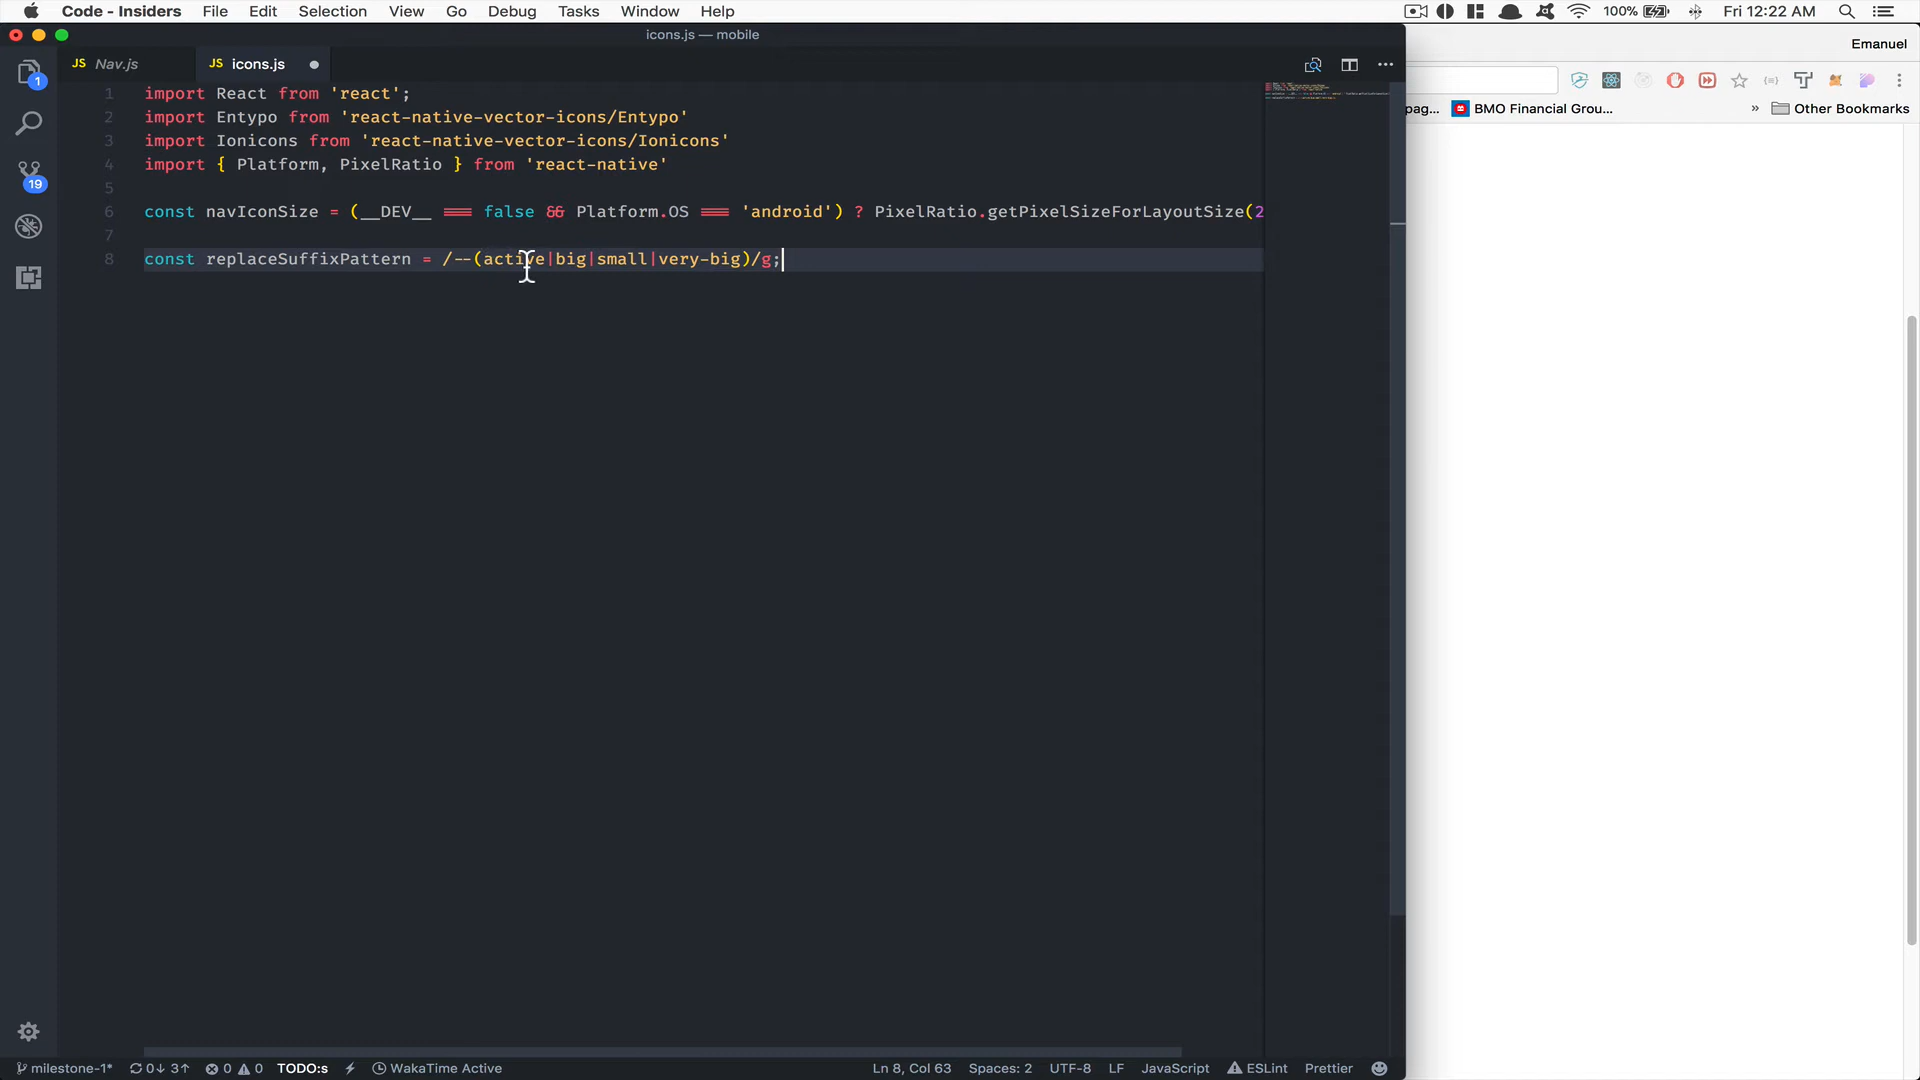 Code - Insiders File Edit Selection View Go Debug Tasks Window Help 100% Fri 12:22 AM
icons.js — mobile
Emanuel
JS Nav.js JS icons.js
1
pag... BMO Financial Grou... » Other Bookmarks
1 import React from 'react';
2 import Entypo from 'react-native-vector-icons/Entypo'
3 import Ionicons from 'react-native-vector-icons/Ionicons'
4 import { Platform, PixelRatio } from 'react-native'
19
5
6 const navIconSize = (__DEV__ === false && Platform.OS === 'android') ? PixelRatio.getPixelSizeForLayoutSize(2
7
8 const replaceSuffixPattern = /--(active|big|small|very-big)/g;
milestone-1* 0↓ 3↑ 0 0 TODO:s WakaTime Active Ln 8, Col 63 Spaces: 2 UTF-8 LF JavaScript ESLint Prettier